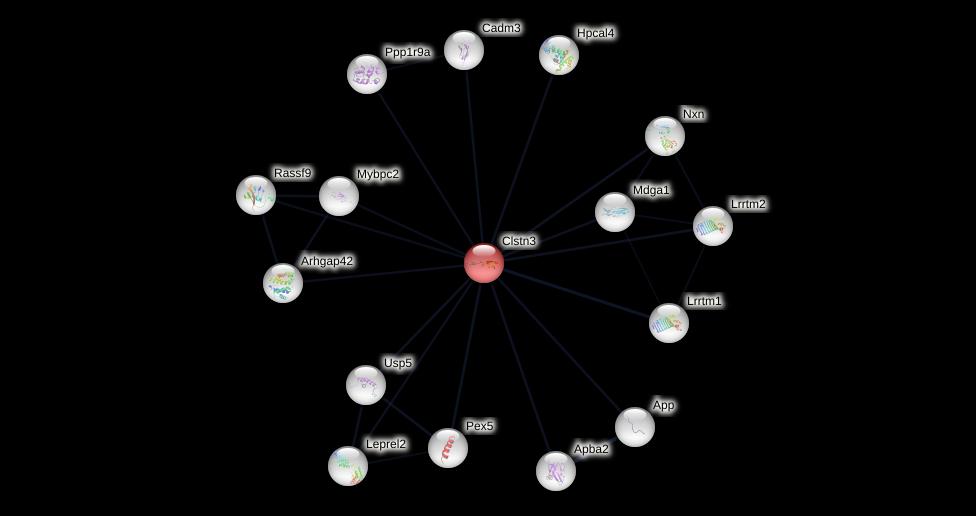 Cadm3
Hpcal4
Ppp1r9a
Nxn
Rassf9
Mybpc2
Mdga1
Lrrtm2
Clstn3
Arhgap42
Lrrtm1
Usp5
App
Pex5
Leprel2
Apba2